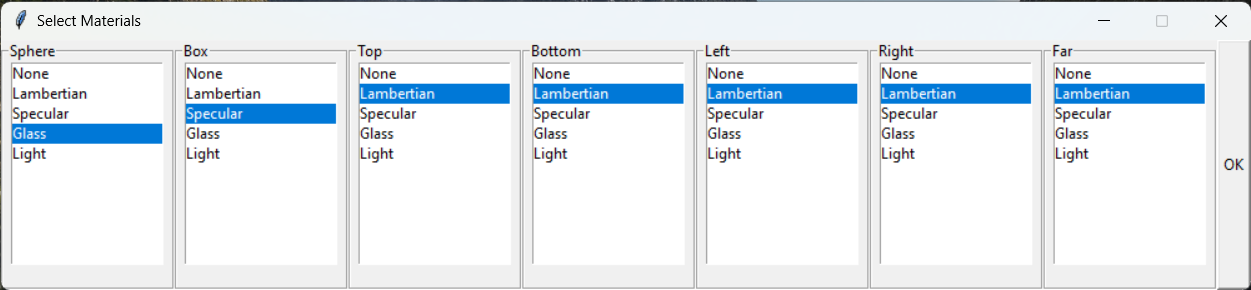 Select Materials
Sphere
None
Lambertian
Specular
Glass
Light
Box
None
Lambertian
Specular
Glass
Light
Top
None
Lambertian
Specular
Glass
Light
Bottom
None
Lambertian
Specular
Glass
Light
Left
None
Lambertian
Specular
Glass
Light
Right
None
Lambertian
Specular
Glass
Light
Far
None
Lambertian
Specular
Glass
Light
OK